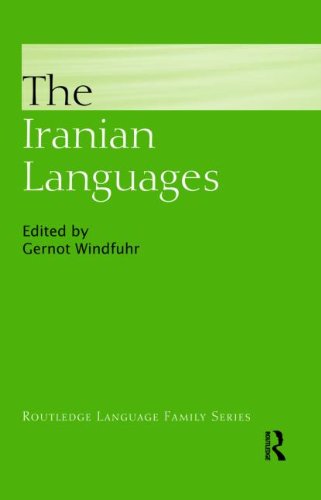 The
Iranian
Languages
Edited by
Gernot Windfuhr
Routledge Language Family Series
ROUTLEDGE